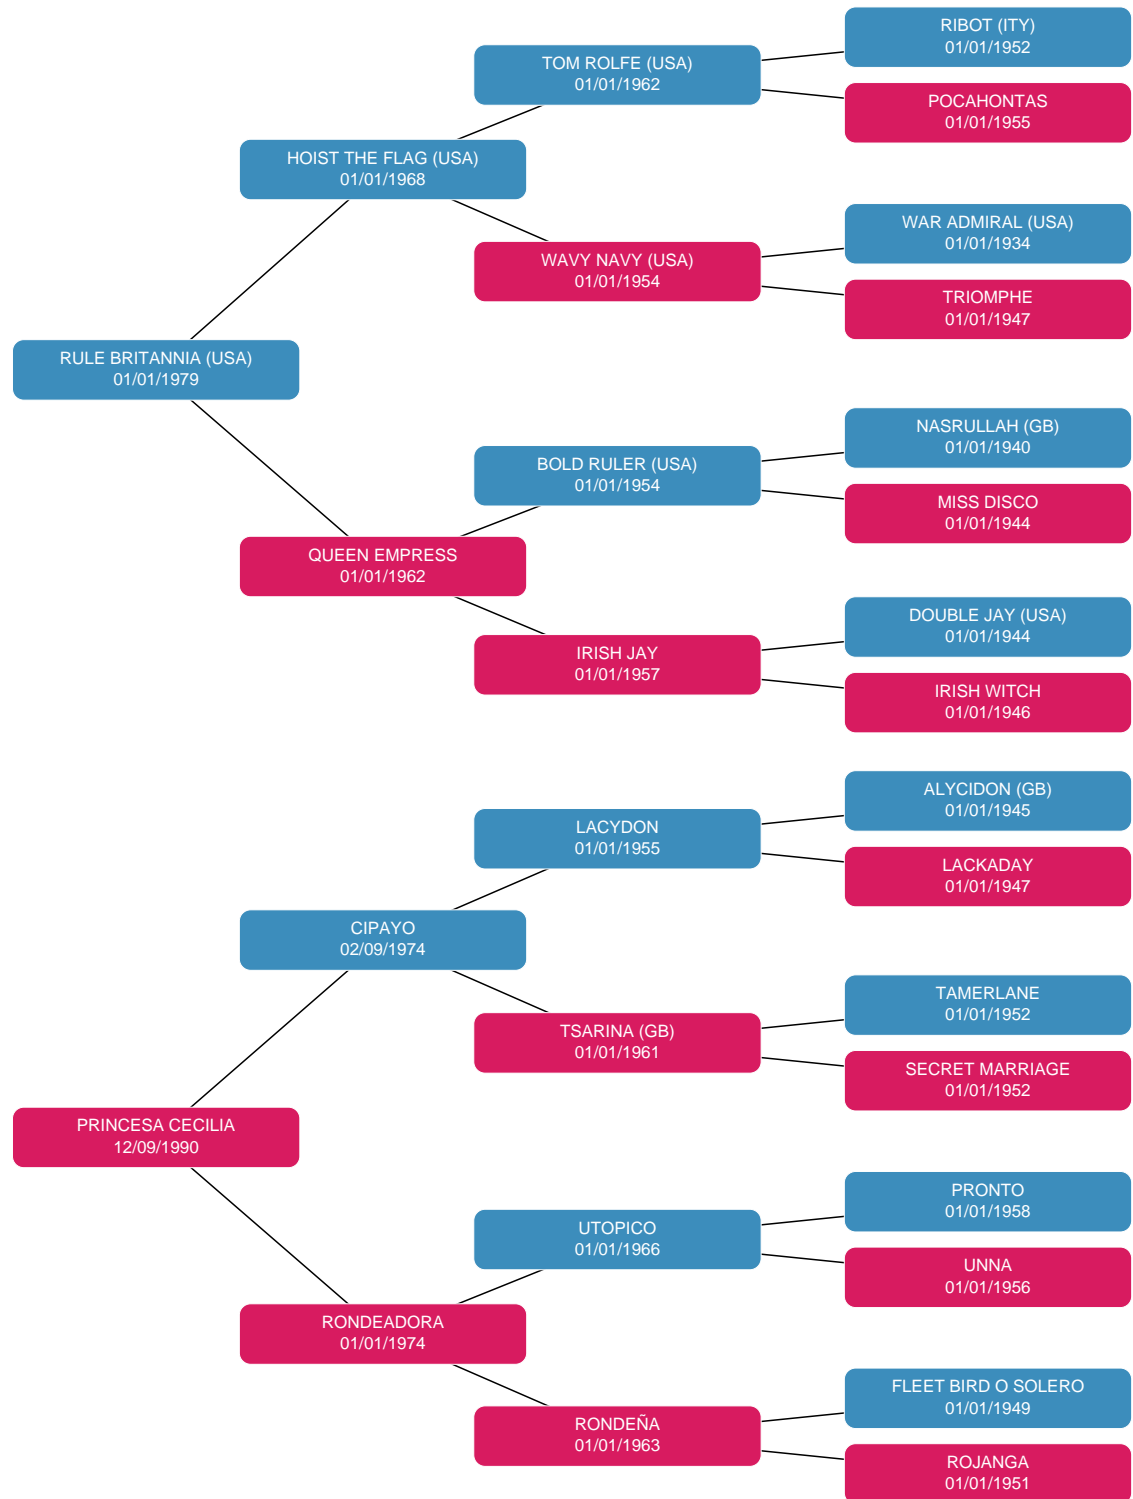 RIBOT (ITY)
01/01/1952
TOM ROLFE (USA)
01/01/1962
POCAHONTAS
01/01/1955
HOIST THE FLAG (USA)
01/01/1968
WAR ADMIRAL (USA)
01/01/1934
WAVY NAVY (USA)
01/01/1954
TRIOMPHE
01/01/1947
RULE BRITANNIA (USA)
01/01/1979
NASRULLAH (GB)
01/01/1940
BOLD RULER (USA)
01/01/1954
MISS DISCO
01/01/1944
QUEEN EMPRESS
01/01/1962
DOUBLE JAY (USA)
01/01/1944
IRISH JAY
01/01/1957
IRISH WITCH
01/01/1946
ALYCIDON (GB)
01/01/1945
LACYDON
01/01/1955
LACKADAY
01/01/1947
CIPAYO
02/09/1974
TAMERLANE
01/01/1952
TSARINA (GB)
01/01/1961
SECRET MARRIAGE
01/01/1952
PRINCESA CECILIA
12/09/1990
PRONTO
01/01/1958
UTOPICO
01/01/1966
UNNA
01/01/1956
RONDEADORA
01/01/1974
FLEET BIRD O SOLERO
01/01/1949
RONDEÑA
01/01/1963
ROJANGA
01/01/1951